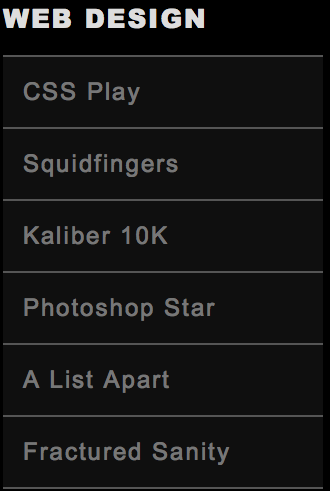 WEB DESIGN
CSS Play
Squidfingers
Kaliber 10K
Photoshop Star
A List Apart
Fractured Sanity